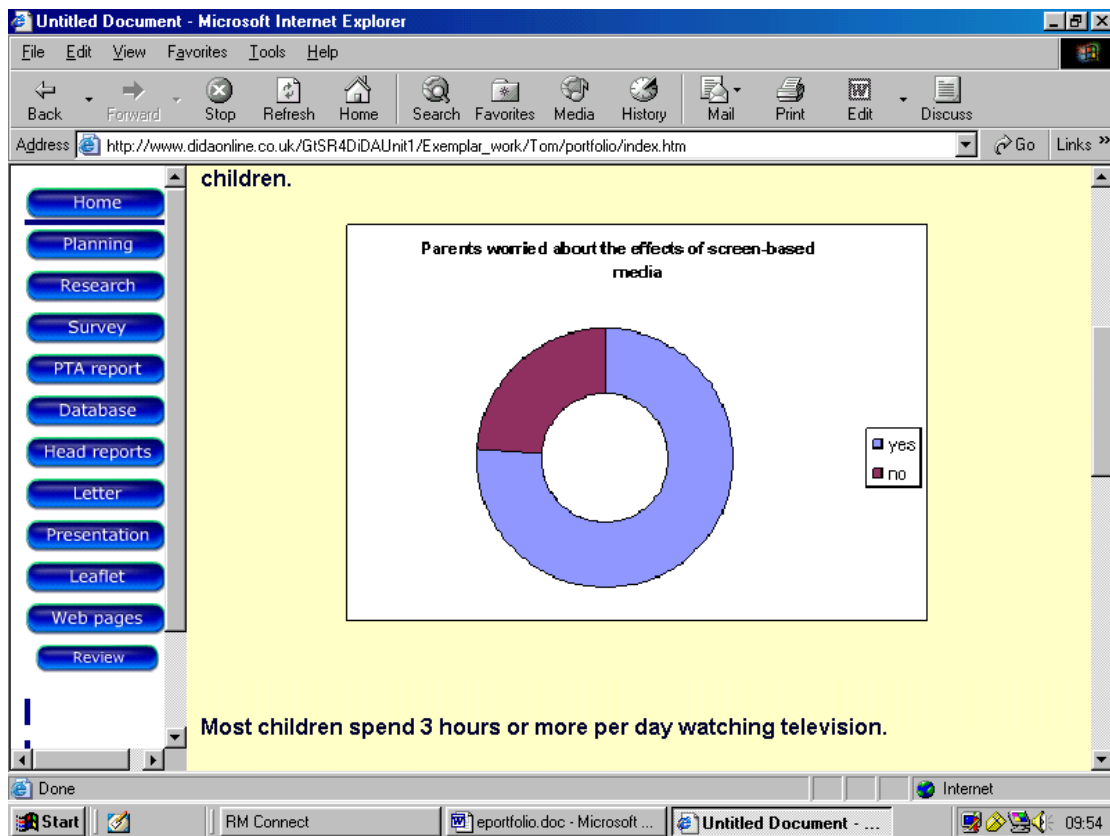 Untitled Document - Microsoft Internet Explorer
File Edit View Favorites Tools Help
Back Forward Stop Refresh Home Search Favorites Media History Mail Print Edit Discuss
Address http://www.didaonline.co.uk/GtSR4DiDAUnit1/Exemplar_work/Tom/portfolio/index.htm Go Links »
Home
Planning
Research
Survey
PTA report
Database
Head reports
Letter
Presentation
Leaflet
Web pages
Review
children.
Parents worried about the effects of screen-based
media
yes
no
Most children spend 3 hours or more per day watching television.
Done Internet
Start RM Connect eportfolio.doc - Microsoft ... Untitled Document - ... 09:54